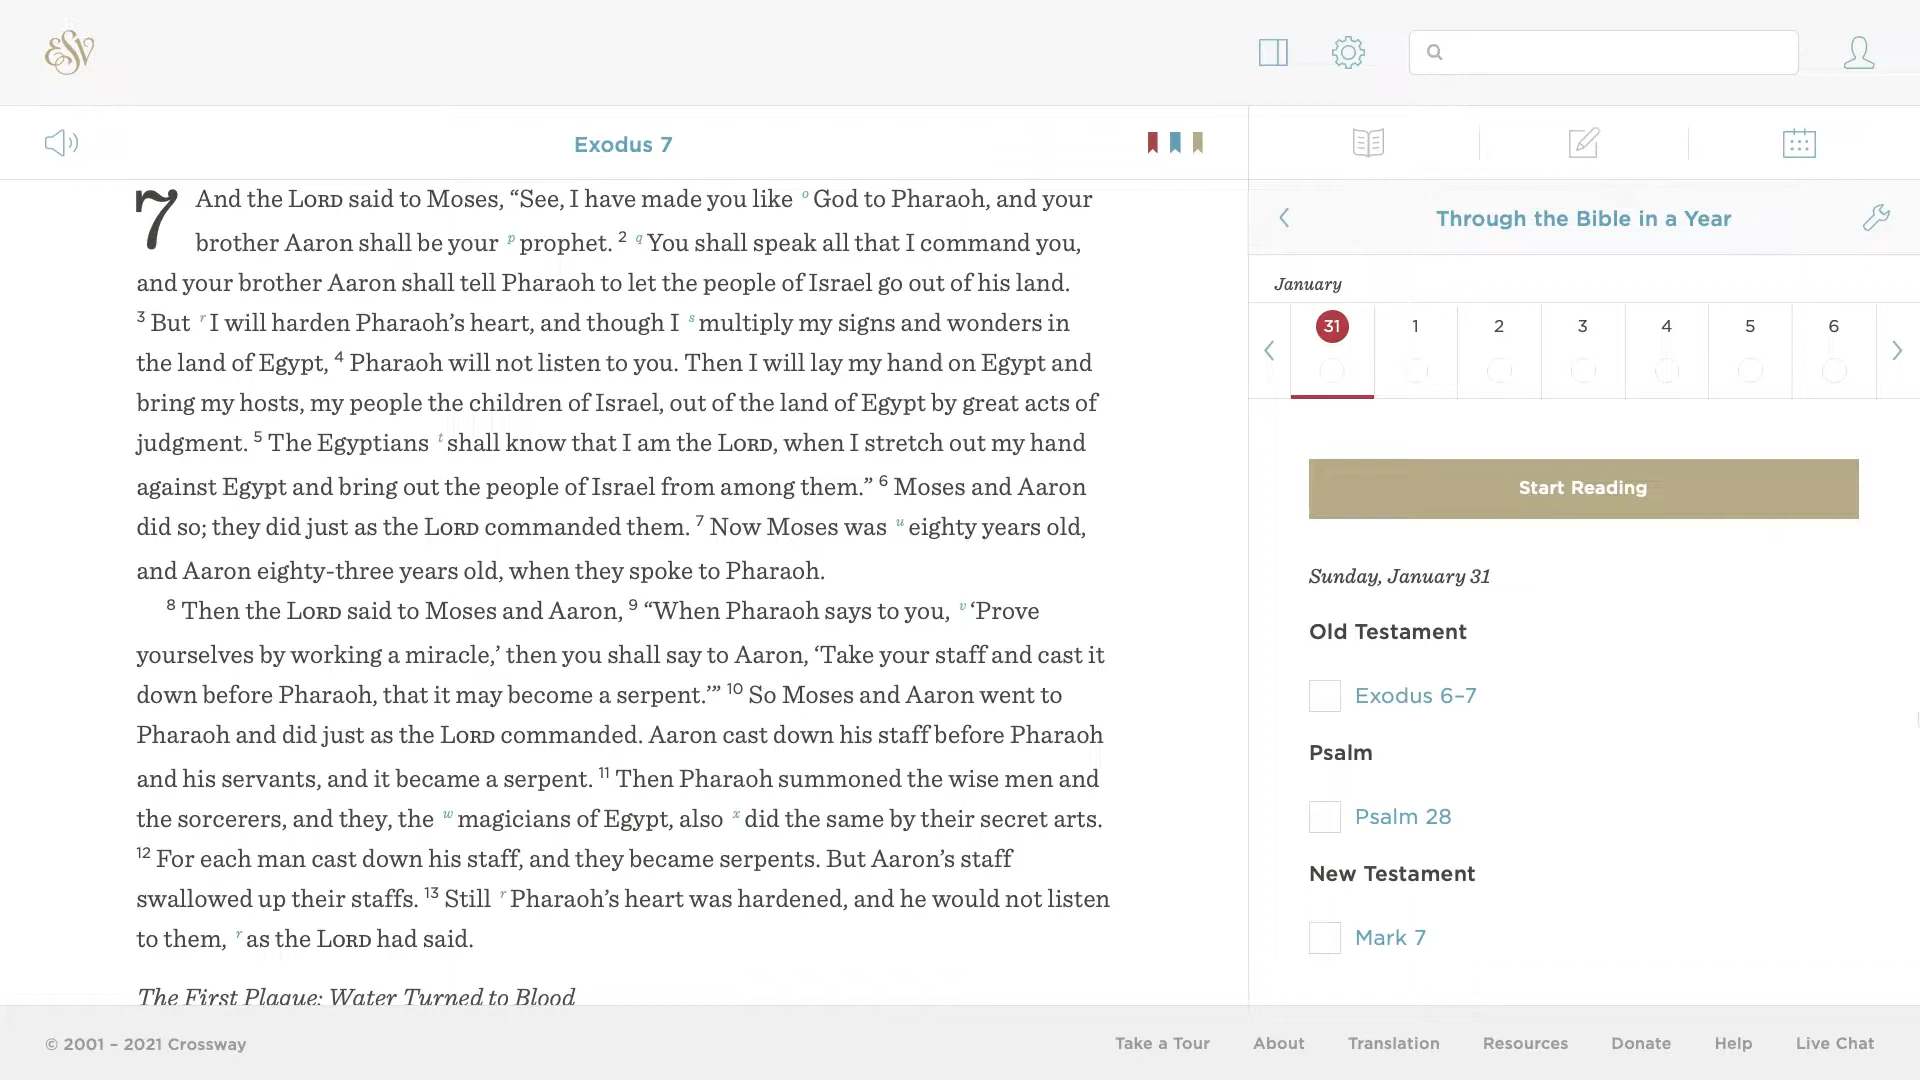 ESV
Exodus 7
7 And the LORD said to Moses, “See, I have made you like o God to Pharaoh, and your
brother Aaron shall be your p prophet. 2 q You shall speak all that I command you,
and your brother Aaron shall tell Pharaoh to let the people of Israel go out of his land.
3 But r I will harden Pharaoh’s heart, and though I s multiply my signs and wonders in
the land of Egypt, 4 Pharaoh will not listen to you. Then I will lay my hand on Egypt and
bring my hosts, my people the children of Israel, out of the land of Egypt by great acts of
judgment. 5 The Egyptians t shall know that I am the LORD, when I stretch out my hand
against Egypt and bring out the people of Israel from among them.” 6 Moses and Aaron
did so; they did just as the LORD commanded them. 7 Now Moses was u eighty years old,
and Aaron eighty-three years old, when they spoke to Pharaoh.
8 Then the LORD said to Moses and Aaron, 9 “When Pharaoh says to you, v ‘Prove
yourselves by working a miracle,’ then you shall say to Aaron, ‘Take your staff and cast it
down before Pharaoh, that it may become a serpent.’” 10 So Moses and Aaron went to
Pharaoh and did just as the LORD commanded. Aaron cast down his staff before Pharaoh
and his servants, and it became a serpent. 11 Then Pharaoh summoned the wise men and
the sorcerers, and they, the w magicians of Egypt, also x did the same by their secret arts.
12 For each man cast down his staff, and they became serpents. But Aaron’s staff
swallowed up their staffs. 13 Still r Pharaoh’s heart was hardened, and he would not listen
to them, r as the LORD had said.
The First Plague: Water Turned to Blood
Through the Bible in a Year
January
31 1 2 3 4 5 6
Start Reading
Sunday, January 31
Old Testament
Exodus 6–7
Psalm
Psalm 28
New Testament
Mark 7
© 2001 – 2021 Crossway
Take a Tour About Translation Resources Donate Help Live Chat